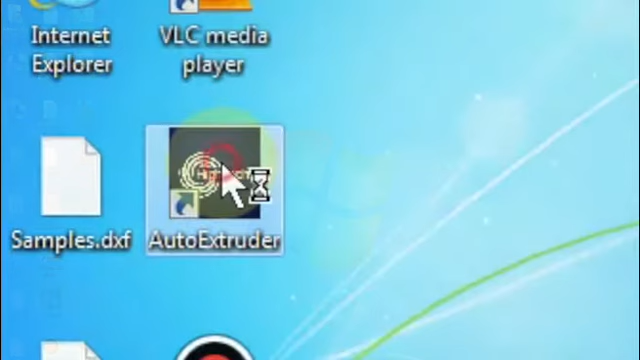 Internet
Explorer
VLC media
player
Samples.dxf
AutoExtruder